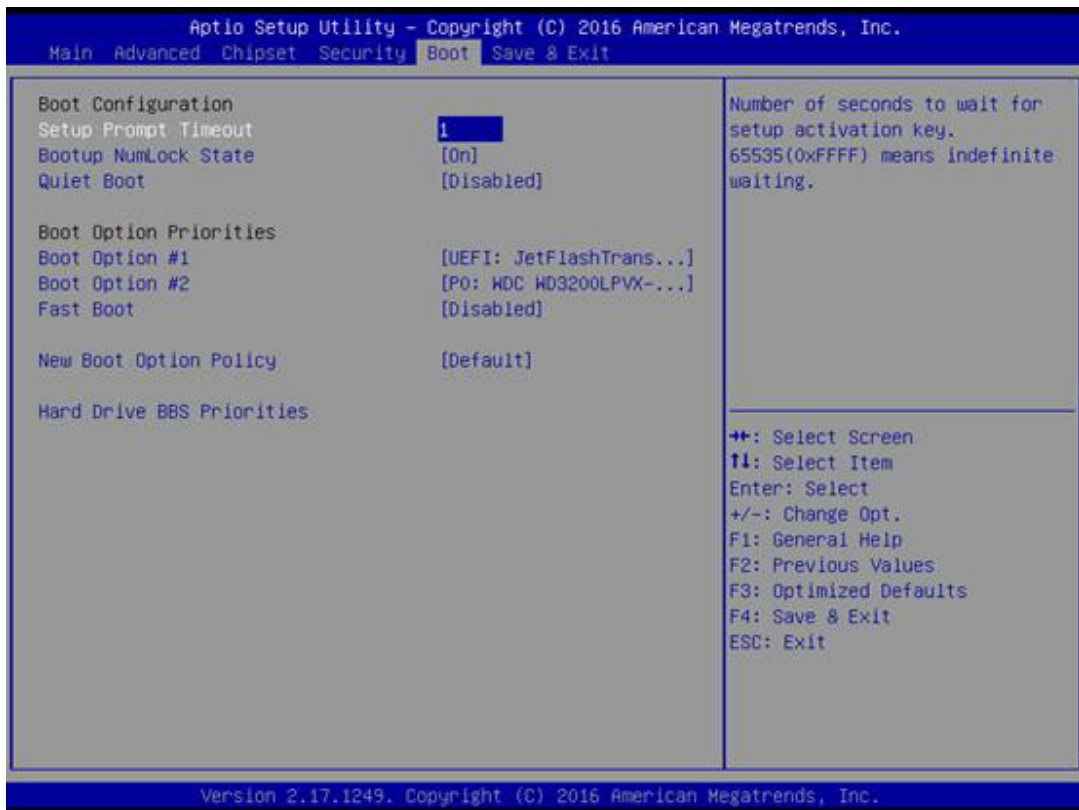 Aptio Setup Utility – Copyright (C) 2016 American Megatrends, Inc.
Main Advanced Chipset Security Boot Save & Exit
Boot Configuration
Setup Prompt Timeout 1
Bootup NumLock State [On]
Quiet Boot [Disabled]
Boot Option Priorities
Boot Option #1 [UEFI: JetFlashTrans...]
Boot Option #2 [P0: WDC WD3200LPVX-...]
Fast Boot [Disabled]
New Boot Option Policy [Default]
Hard Drive BBS Priorities
Number of seconds to wait for
setup activation key.
65535(0xFFFF) means indefinite
waiting.
→←: Select Screen
↑↓: Select Item
Enter: Select
+/-: Change Opt.
F1: General Help
F2: Previous Values
F3: Optimized Defaults
F4: Save & Exit
ESC: Exit
Version 2.17.1249. Copyright (C) 2016 American Megatrends, Inc.